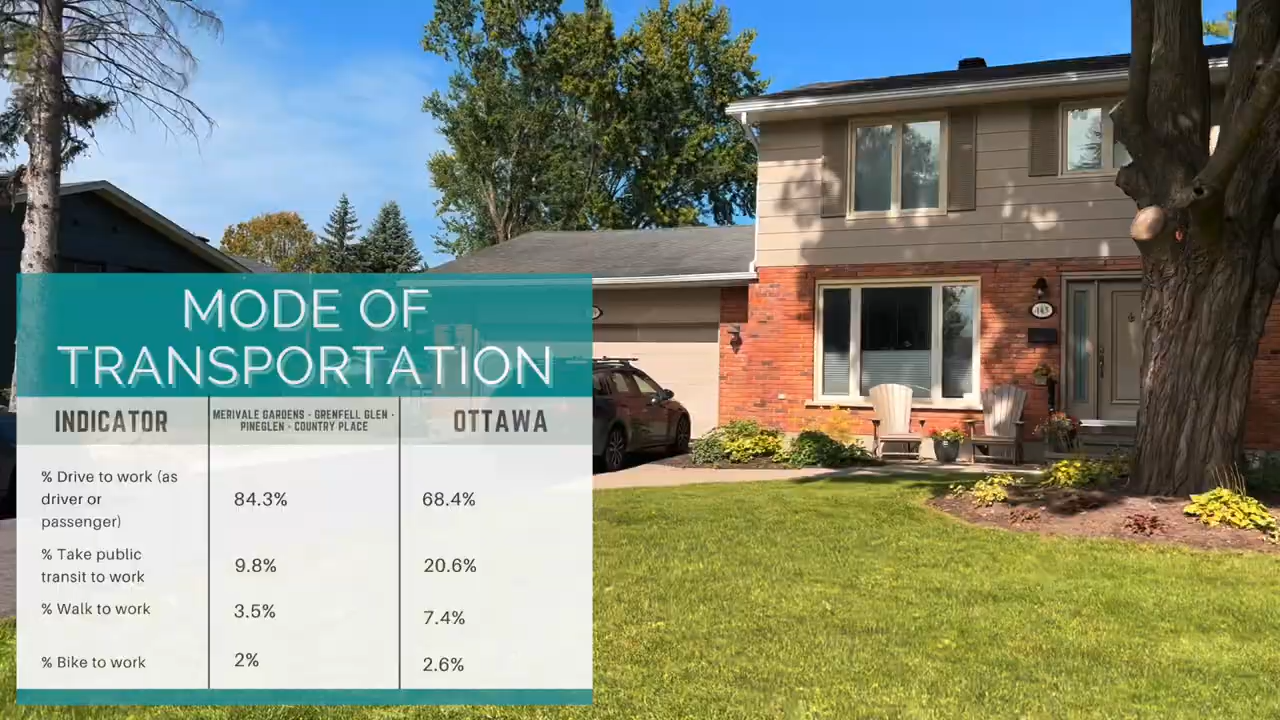 MODE OF
TRANSPORTATION
INDICATOR
MERIVALE GARDENS - GRENFELL GLEN -
PINEGLEN - COUNTRY PLACE
OTTAWA
% Drive to work (as
driver or
passenger)
84.3%
68.4%
% Take public
transit to work
9.8%
20.6%
% Walk to work
3.5%
7.4%
% Bike to work
2%
2.6%
143